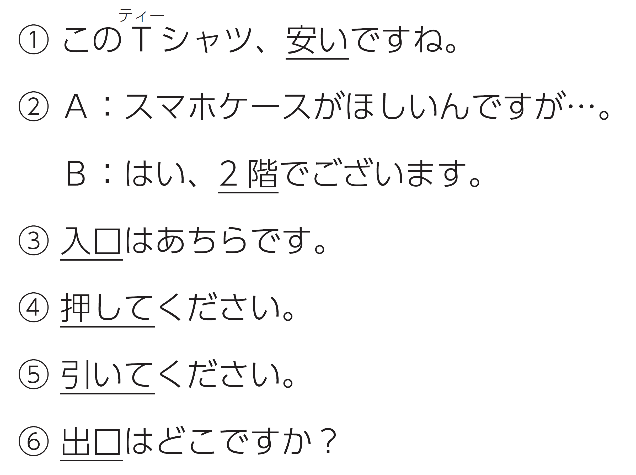 ティー
① このＴシャツ、安いですね。
② Ａ：スマホケースがほしいんですが…。
Ｂ：はい、２階でございます。
③ 入口はあちらです。
④ 押してください。
⑤ 引いてください。
⑥ 出口はどこですか？